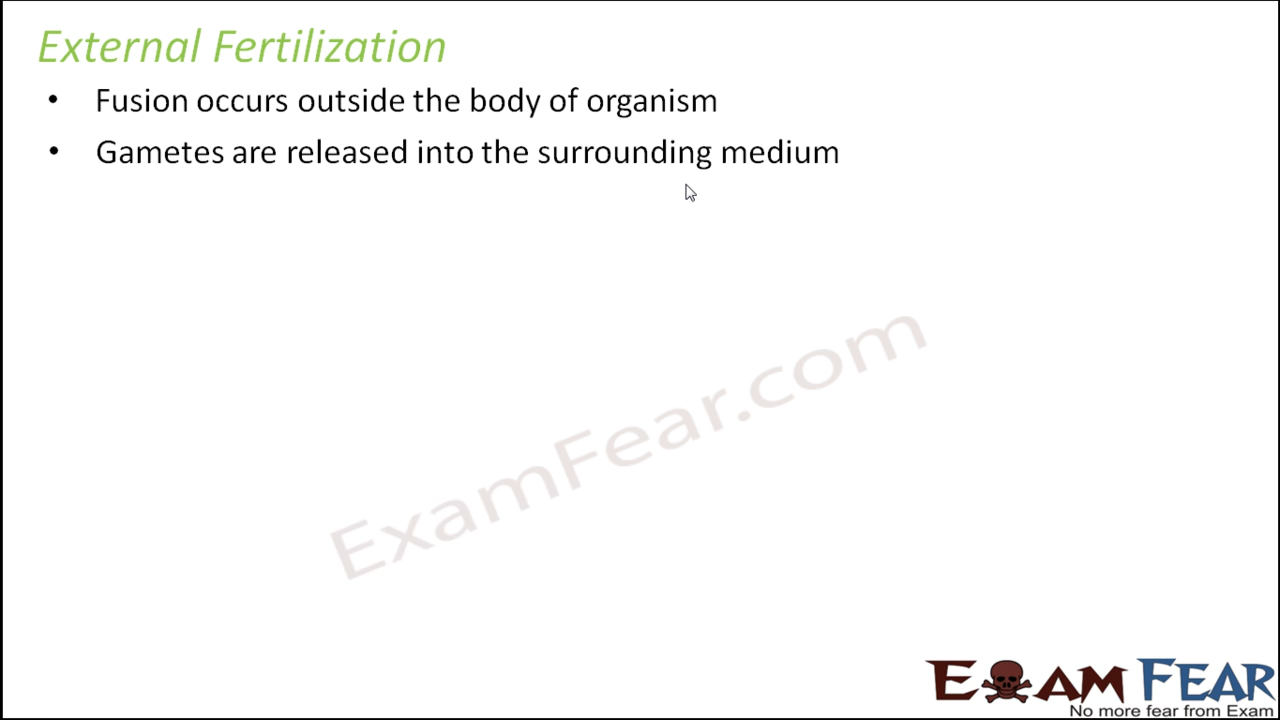 External Fertilization
• Fusion occurs outside the body of organism
• Gametes are released into the surrounding medium
ExamFear.com
EXAM FEAR
No more fear from Exam